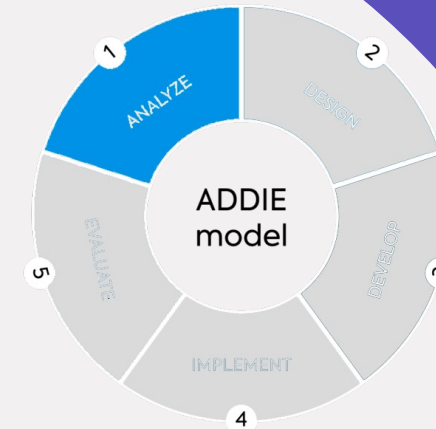 1
ANALYZE
2
DESIGN
DEVELOP
4
IMPLEMENT
5
EVALUATE
ADDIE
model